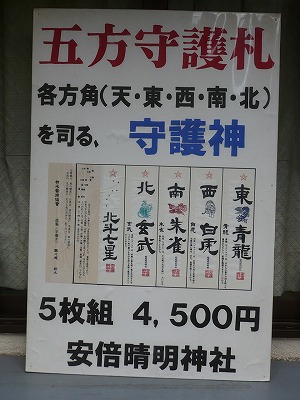 五方守護札
各方角(天・東・西・南・北)
を司る、守護神
東 青龍
西 白虎
南 朱雀
北 玄武
北斗七星
5枚組 4,500円
安倍晴明神社